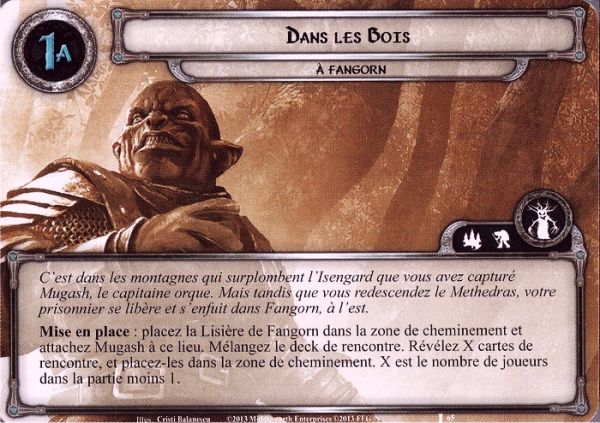 1A
DANS LES BOIS
À FANGORN
C'est dans les montagnes qui surplombent l'Isengard que vous avez capturé
Mugash, le capitaine orque. Mais tandis que vous redescendez le Methedras, votre
prisonnier se libère et s'enfuit dans Fangorn, à l'est.
Mise en place : placez la Lisière de Fangorn dans la zone de cheminement et
attachez Mugash à ce lieu. Mélangez le deck de rencontre. Révélez X cartes de
rencontre, et placez-les dans la zone de cheminement. X est le nombre de joueurs
dans la partie moins 1.
Illus. Cristi Balanescu ©2013 Middle-earth Enterprises ©2013 FFG 65